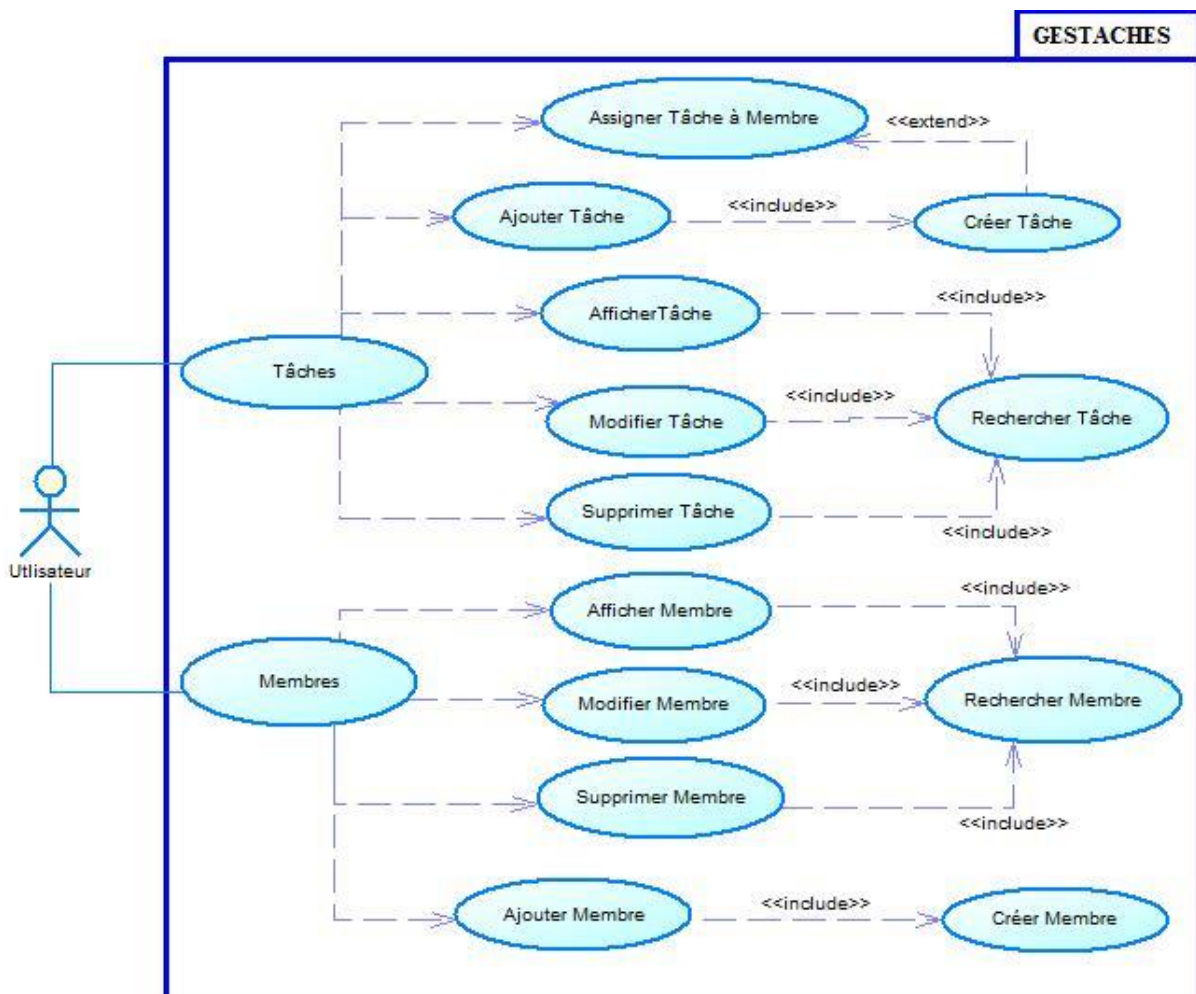 GESTACHES
Assigner Tâche à Membre
<<extend>>
Ajouter Tâche
<<include>>
Créer Tâche
AfficherTâche
<<include>>
Tâches
Modifier Tâche
<<include>>
Rechercher Tâche
Supprimer Tâche
<<include>>
Utlisateur
Afficher Membre
<<include>>
Membres
Modifier Membre
<<include>>
Rechercher Membre
Supprimer Membre
<<include>>
Ajouter Membre
<<include>>
Créer Membre